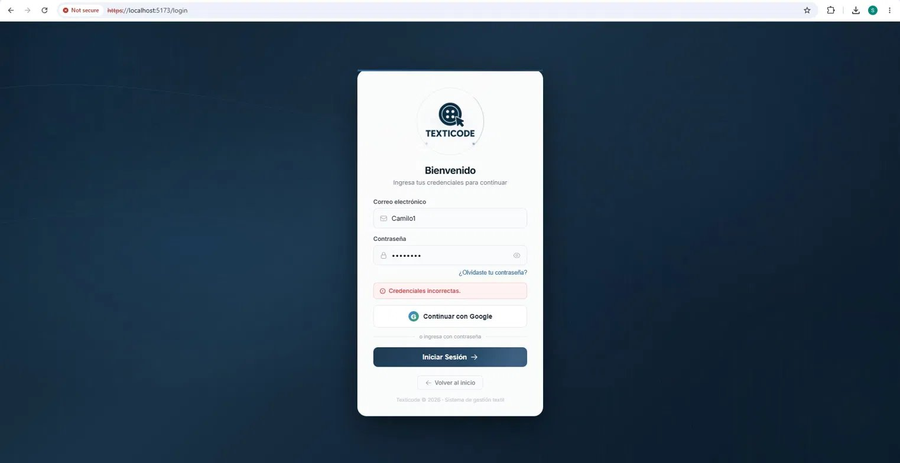 Not secure https://localhost:5173/login
S
TEXTICODE
Bienvenido
Ingresa tus credenciales para continuar
Correo electrónico
Camilo1
Contraseña
••••••••
¿Olvidaste tu contraseña?
Credenciales incorrectas.
G Continuar con Google
o ingresa con contraseña
Iniciar Sesión →
← Volver al inicio
Texticode © 2026 · Sistema de gestión textil